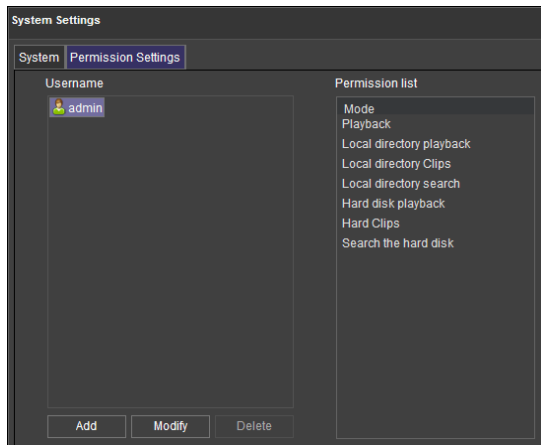 System Settings
System Permission Settings
Username
Permission list
admin
Mode
Playback
Local directory playback
Local directory Clips
Local directory search
Hard disk playback
Hard Clips
Search the hard disk
Add Modify Delete